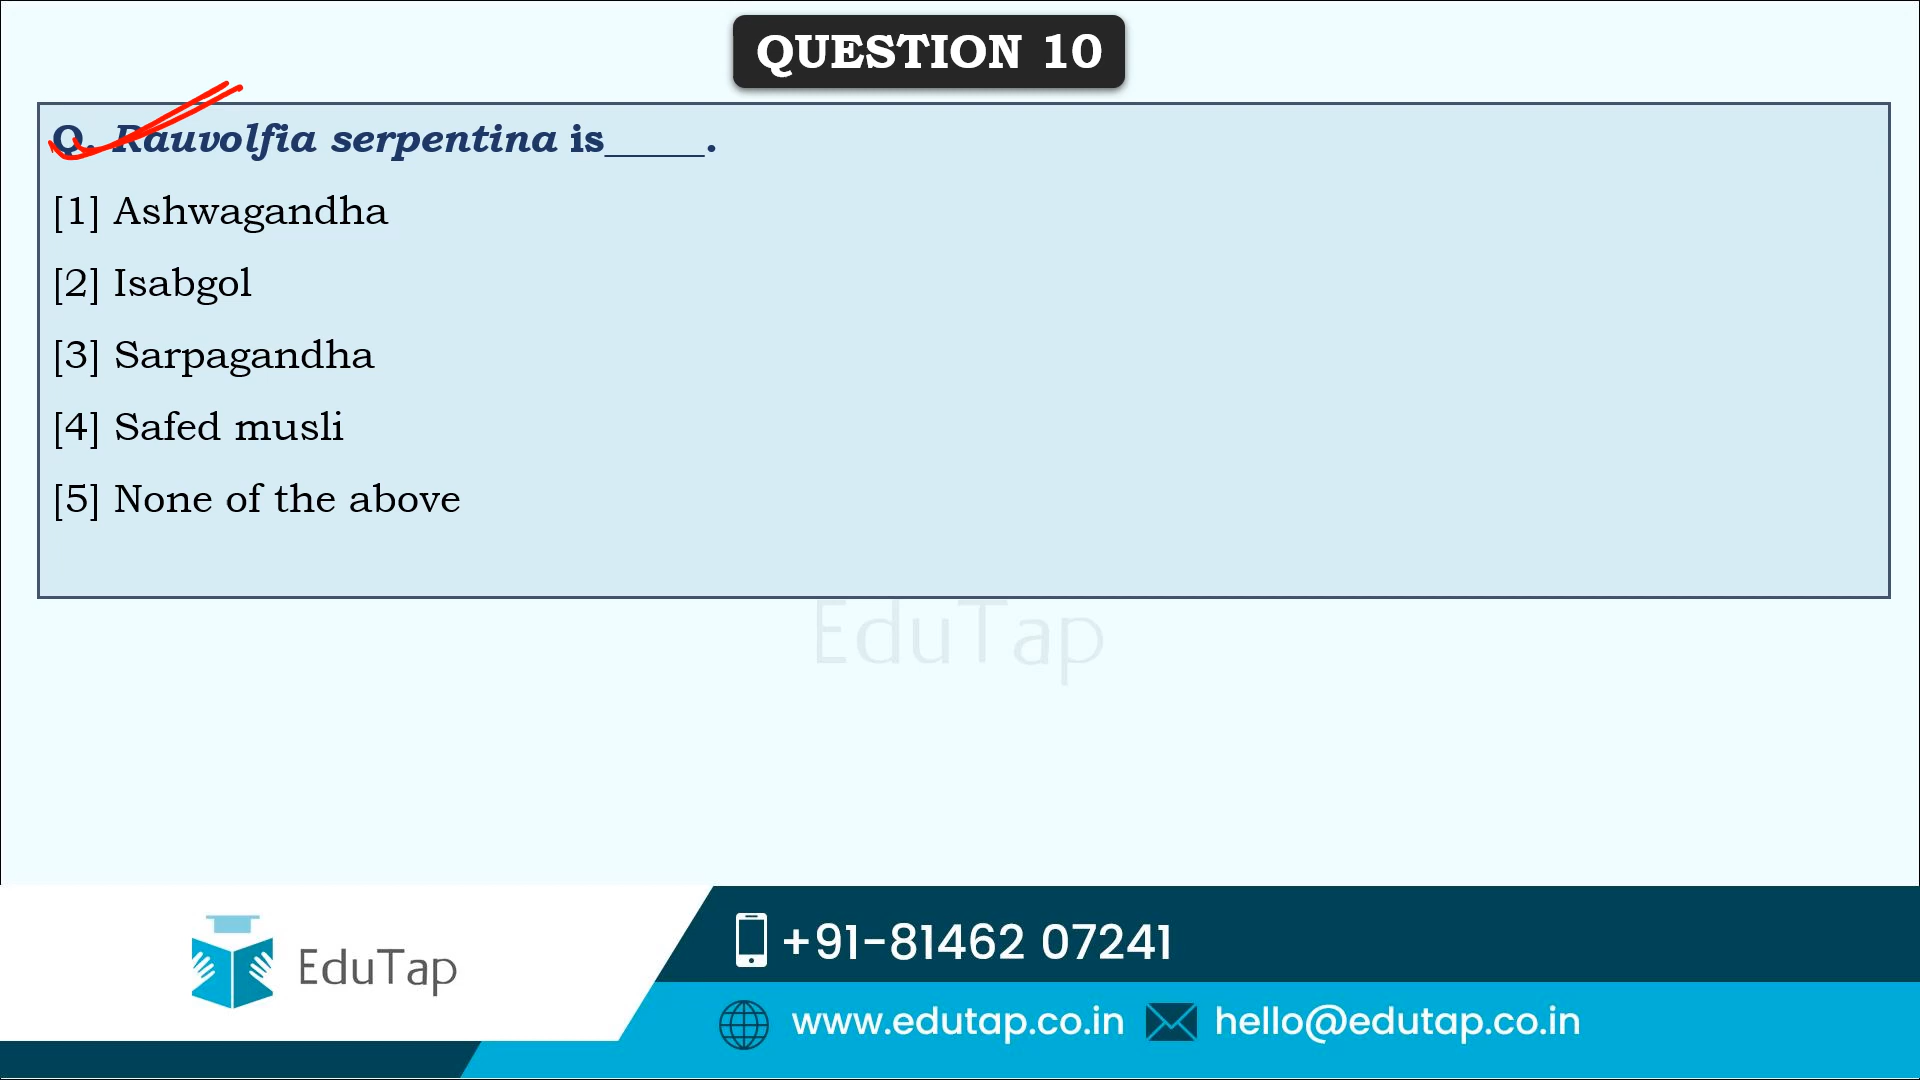 QUESTION 10
Q. Rauvolfia serpentina is_____.
[1] Ashwagandha
[2] Isabgol
[3] Sarpagandha
[4] Safed musli
[5] None of the above
EduTap
EduTap
+91-81462 07241
www.edutap.co.in hello@edutap.co.in